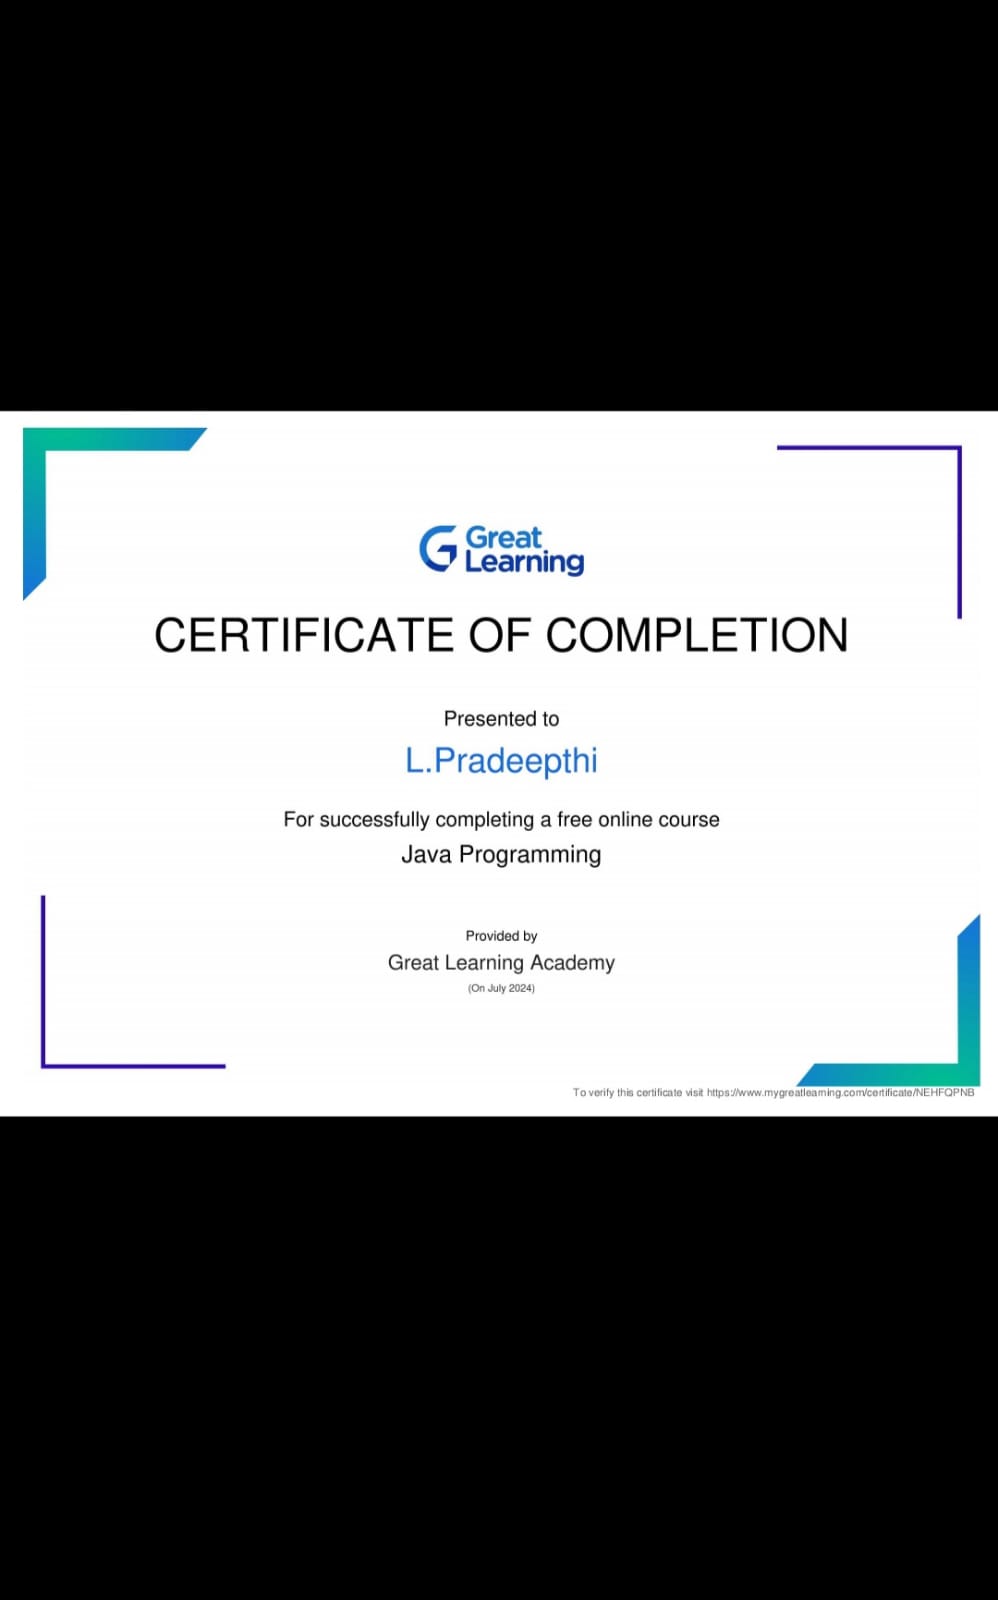 Great
Learning
CERTIFICATE OF COMPLETION
Presented to
L.Pradeepthi
For successfully completing a free online course
Java Programming
Provided by
Great Learning Academy
(On July 2024)
To verify this certificate visit https://www.mygreatlearning.com/certificate/NEHFQPNB